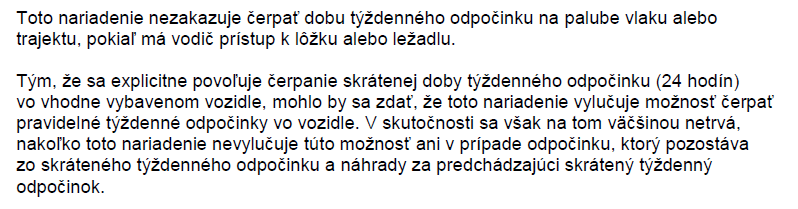 Toto nariadenie nezakazuje čerpať dobu týždenného odpočinku na palube vlaku alebo
trajektu, pokiaľ má vodič prístup k lôžku alebo ležadlu.
Tým, že sa explicitne povoľuje čerpanie skrátenej doby týždenného odpočinku (24 hodín)
vo vhodne vybavenom vozidle, mohlo by sa zdať, že toto nariadenie vylučuje možnosť čerpať
pravidelné týždenné odpočinky vo vozidle. V skutočnosti sa však na tom väčšinou netrvá,
nakoľko toto nariadenie nevylučuje túto možnosť ani v prípade odpočinku, ktorý pozostáva
zo skráteného týždenného odpočinku a náhrady za predchádzajúci skrátený týždenný
odpočinok.